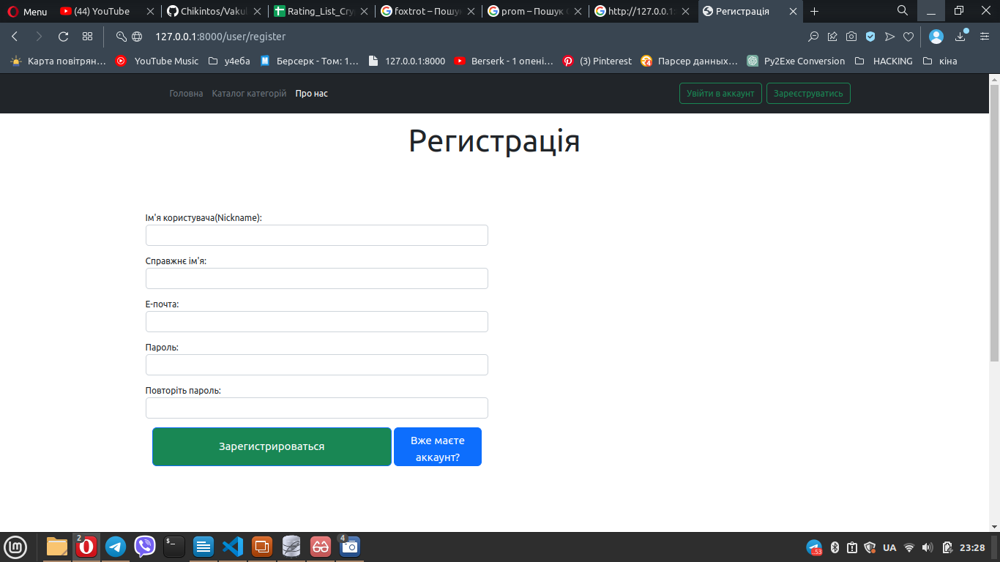 Menu
(44) YouTube
Chikintos/Vaku
Rating_List_Cry
foxtrot – Пошук
prom – Пошук G
http://127.0.0.1:
Регистрація
127.0.0.1:8000/user/register
Карта повітрян...
YouTube Music
у4еба
M
Берсерк - Том: 1...
127.0.0.1:8000
Berserk - 1 опені...
(3) Pinterest
Парсер данных...
Py2Exe Conversion
HACKING
кіна
Головна
Каталог категорій
Про нас
Увійти в аккаунт
Зареєструватись
Регистрація
Ім'я користувача(Nickname):
Справжнє ім'я:
Е-почта:
Пароль:
Повторіть пароль:
Зарегистрироваться
Вже маєте
аккаунт?
2
4
53
UA
23:28